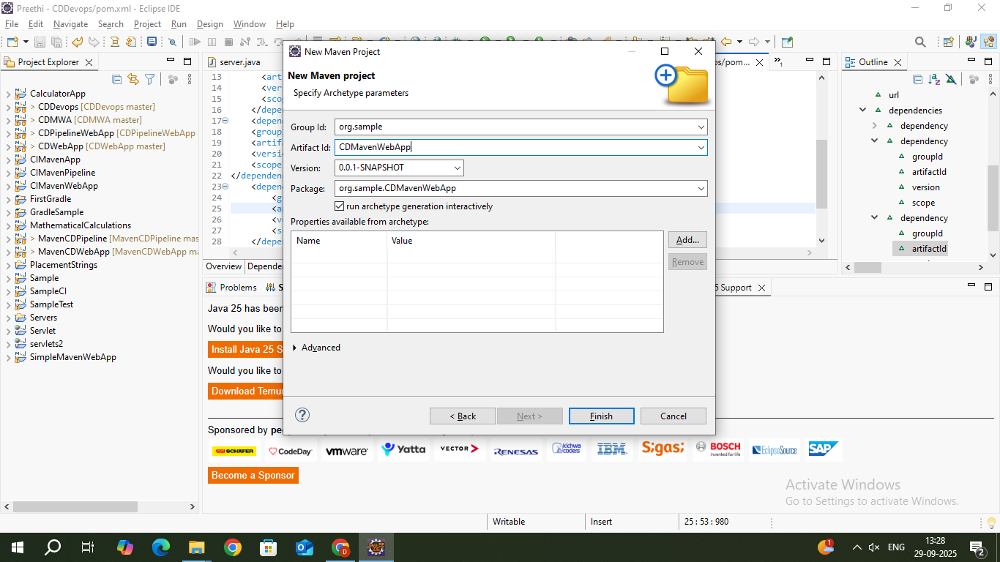 Preethi - CDDevops/pom.xml - Eclipse IDE
File Edit Navigate Search Project Run Design Window Help
Project Explorer
CalculatorApp
> CDDevops [CDDevops master]
> CDMWA [CDMWA master]
> CDPipelineWebApp [CDPipelineWebApp
> CDWebApp [CDWebApp master]
CIMavenApp
CIMavenPipeline
CIMavenWebApp
FirstGradle
GradleSample
MathematicalCalculations
> MavenCDPipeline [MavenCDPipeline mas
> MavenCDWebApp [MavenCDWebApp ma
PlacementStrings
Sample
SampleCI
SampleTest
Servers
Servlet
servlets2
SimpleMavenWebApp
server.java
13 <art
14 <ver
15 <sco
16 </depen
17 <depen
18 <group
19 <artifa
20 <versio
21 <scope
22 </depende
23 <depen
24 <g
25 <a
26 <v
27 <s
28 </depe
Overview Depende
New Maven Project
New Maven project
Specify Archetype parameters
Group Id: org.sample
Artifact Id: CDMavenWebApp
Version: 0.0.1-SNAPSHOT
Package: org.sample.CDMavenWebApp
run archetype generation interactively
Properties available from archetype:
Name Value
Add...
Remove
Advanced
< Back Next > Finish Cancel
s/pom...
1
Outline
url
dependencies
dependency
dependency
groupId
artifactId
version
scope
dependency
groupId
artifactId
Problems S
5 Support
Java 25 has been
Would you like to
Install Java 25 S
Would you like to
Download Temur
Sponsored by pe
SSI SCHÄFER CodeDay vmware Yatta VECTOR RENESAS kichwa coders IBM Sigasi BOSCH Invented for life EclipseSource SAP
Become a Sponsor
Activate Windows
Go to Settings to activate Windows.
Writable Insert 25 : 53 : 980
1
ENG
13:28
29-09-2025
2